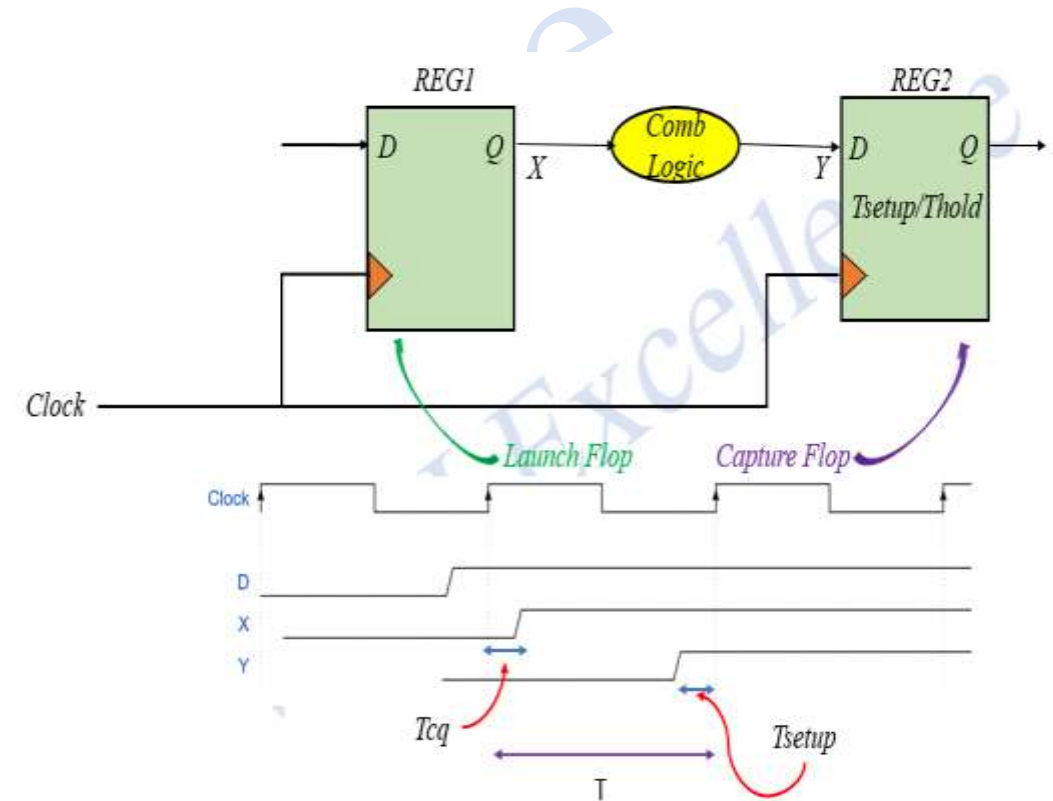 REG1
REG2
D
Q
X
Comb
Logic
Y
D
Q
Tsetup/Thold
Clock
Launch Flop
Capture Flop
Clock
D
X
Y
Tcq
Tsetup
T